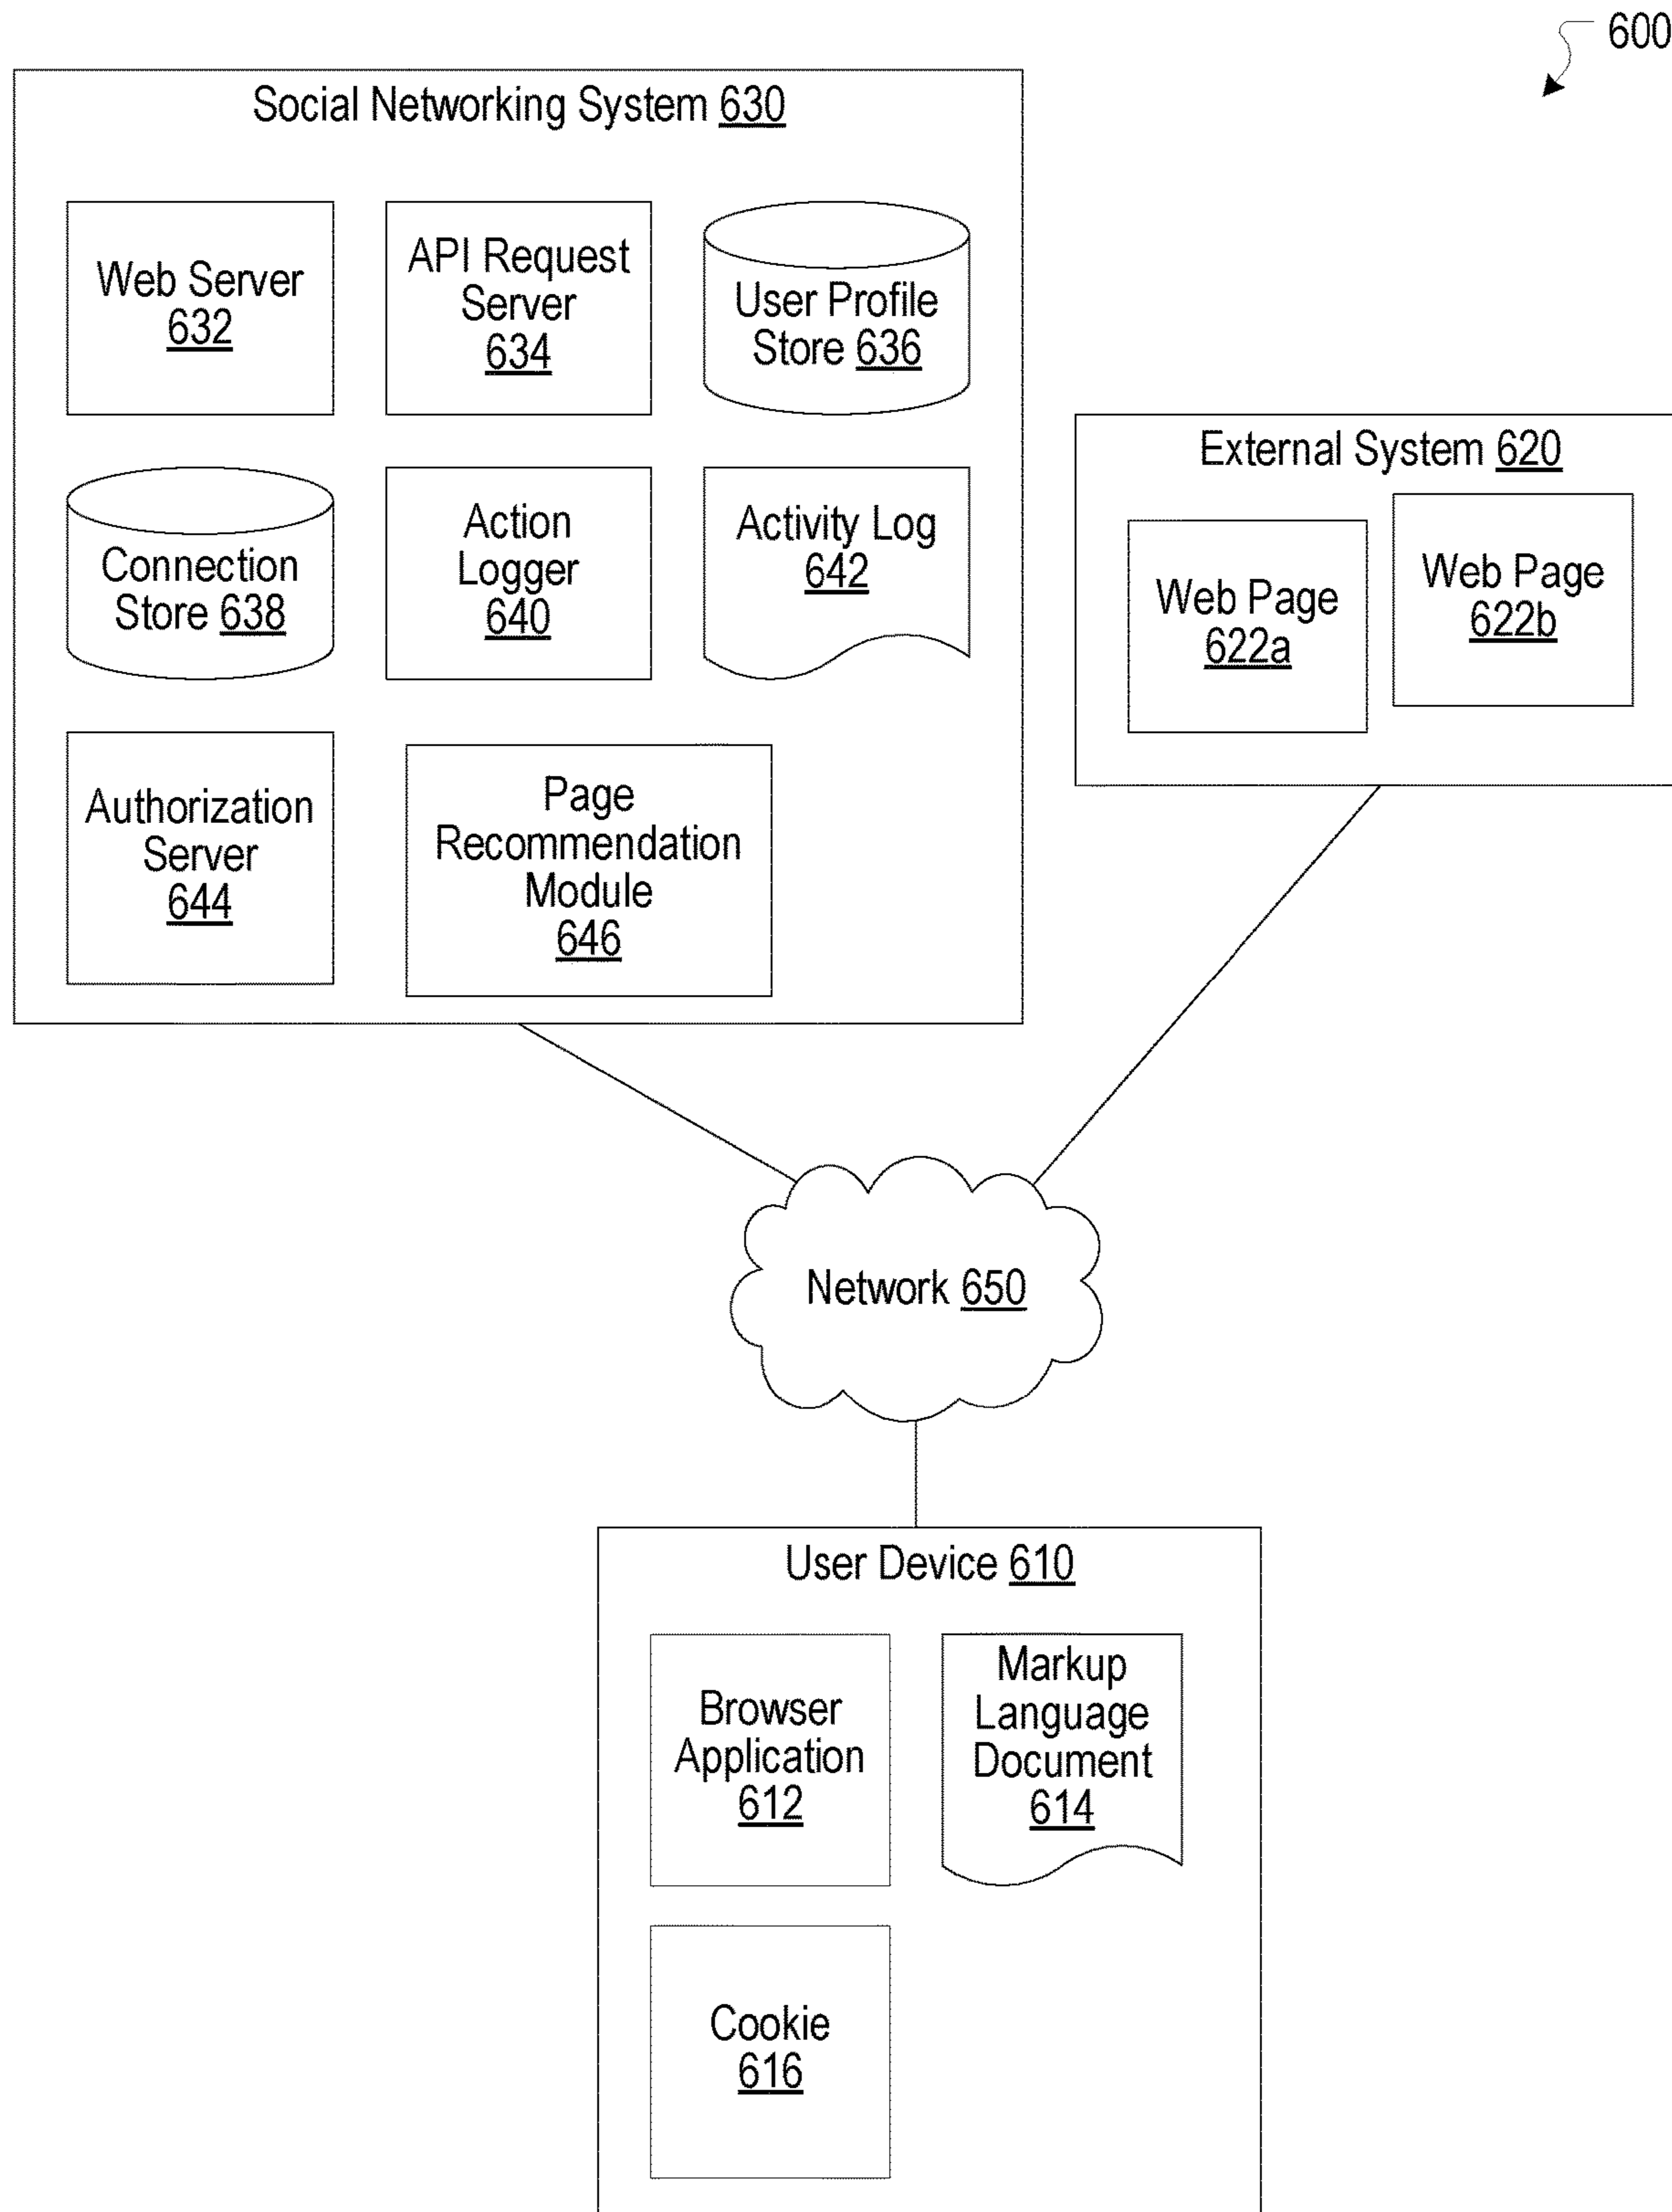 600
Social Networking System 630
Web Server
632
API Request
Server
634
User Profile
Store 636
Connection
Store 638
Action
Logger
640
Activity Log
642
Authorization
Server
644
Page
Recommendation
Module
646
External System 620
Web Page
622a
Web Page
622b
Network 650
User Device 610
Browser
Application
612
Markup
Language
Document
614
Cookie
616